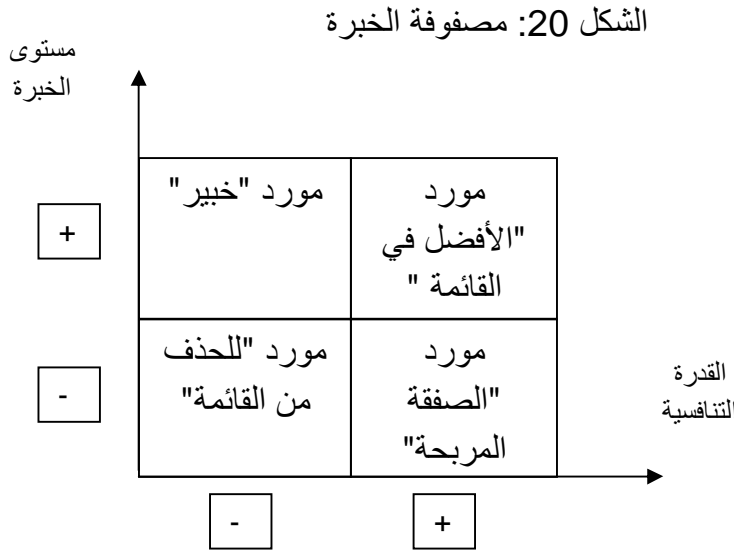 الشكل 20: مصفوفة الخبرة
مستوى
الخبرة
مورد "خبير"
مورد
"الأفضل في
القائمة "
+
مورد "للحذف
من القائمة"
مورد
"الصفقة
المربحة"
-
القدرة
التنافسية
-
+